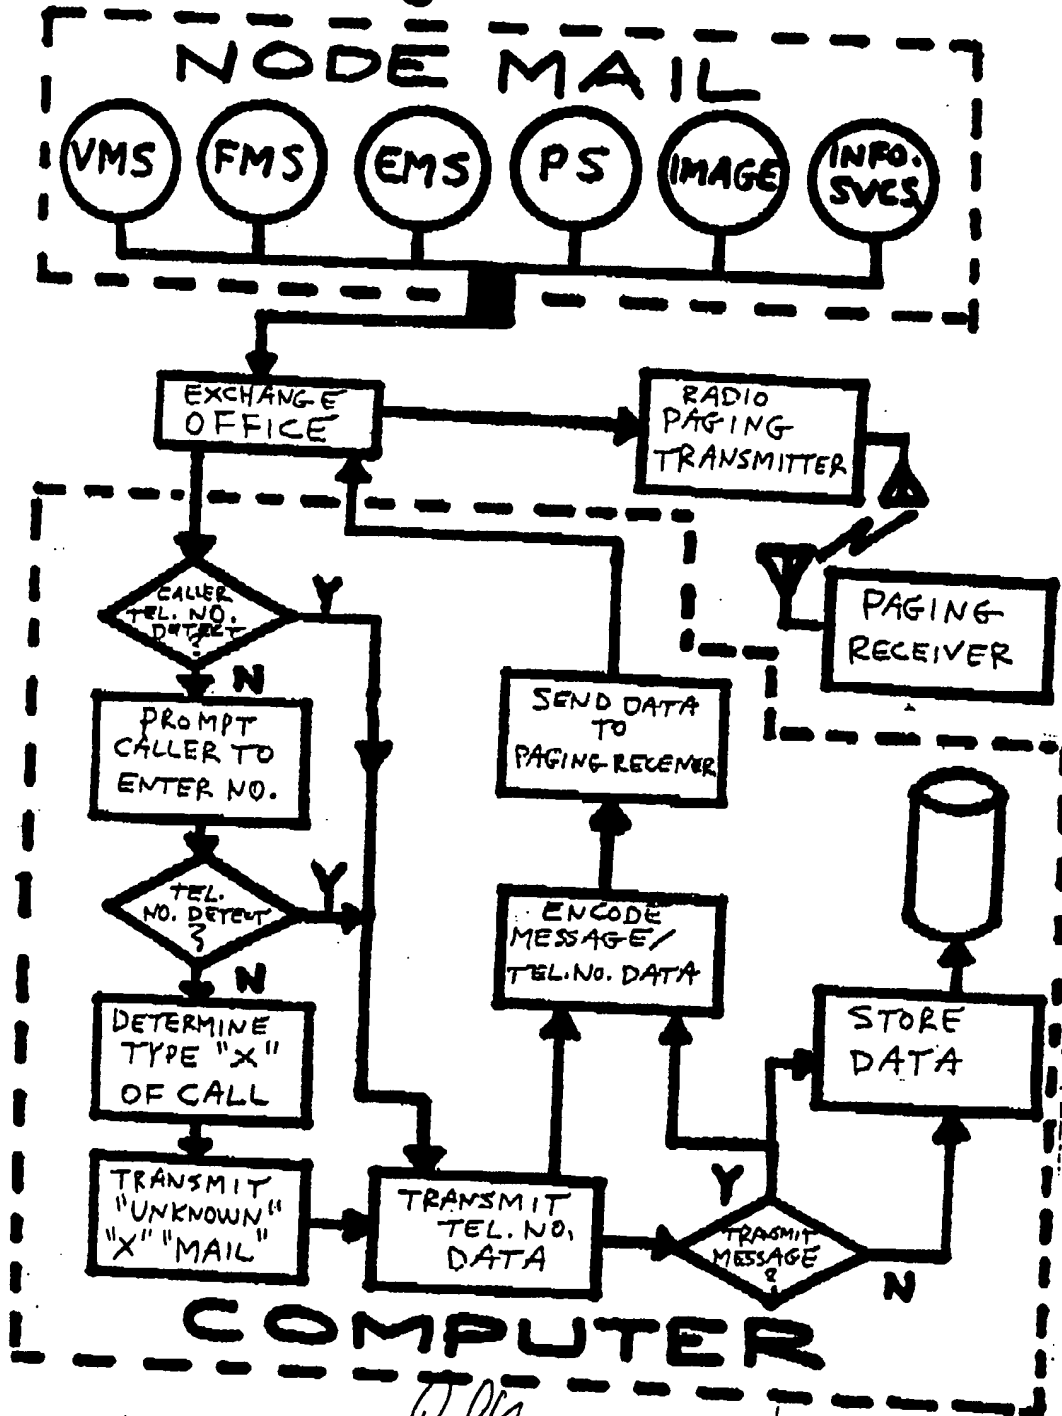 NODE MAIL
VMS
FMS
EMS
PS
IMAGE
INFO.
SVCS
EXCHANGE
OFFICE
RADIO
PAGING
TRANSMITTER
PAGING
RECEIVER
CALLER
TEL. NO.
DETECT
?
Y
N
PROMPT
CALLER TO
ENTER NO.
TEL.
NO. DETECT
?
Y
N
DETERMINE
TYPE "X"
OF CALL
TRANSMIT
"UNKNOWN"
"X" "MAIL"
TRANSMIT
TEL. NO.
DATA
SEND DATA
TO
PAGING RECEIVER
ENCODE
MESSAGE/
TEL. NO. DATA
STORE
DATA
Y
TRANSMIT
MESSAGE
?
N
COMPUTER